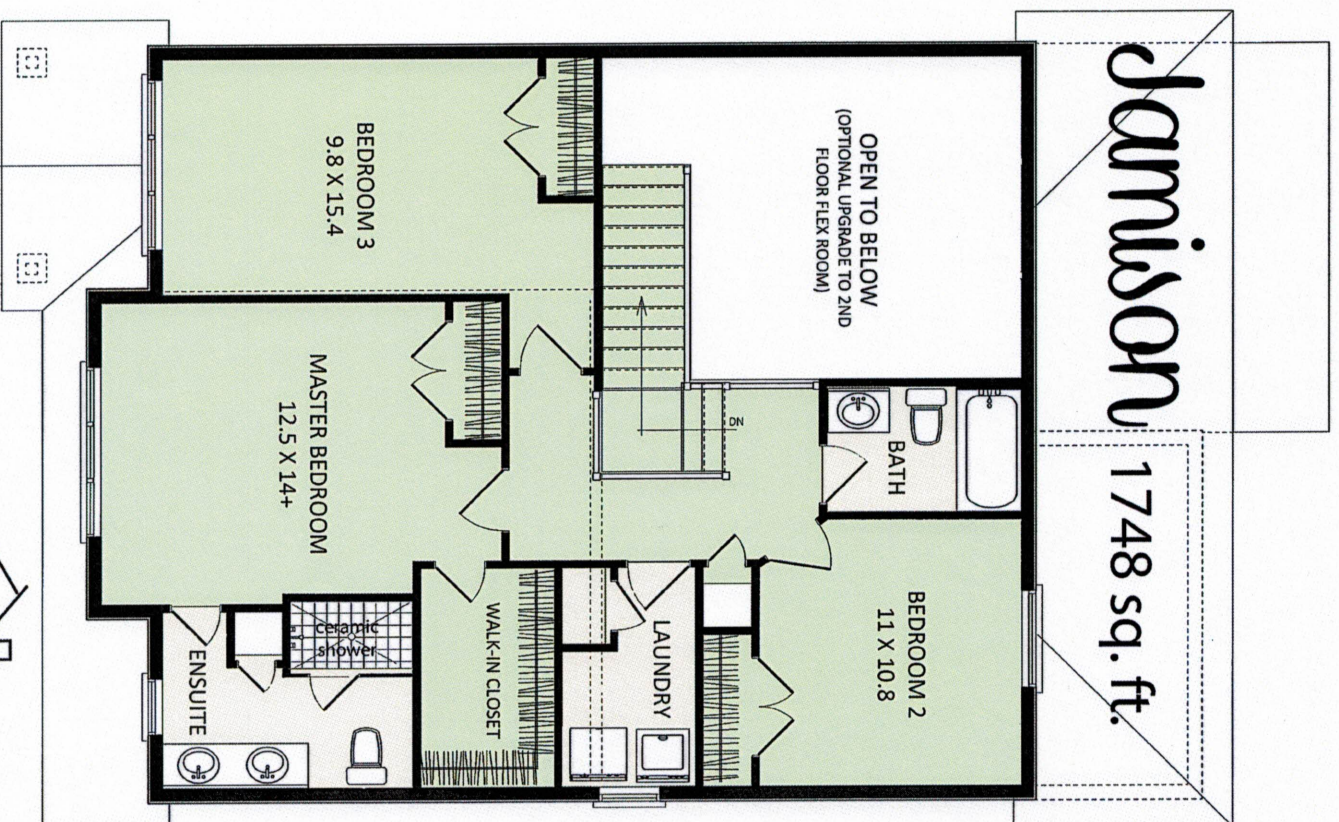 Jamison 1748 sq. ft.
OPEN TO BELOW
(OPTIONAL UPGRADE TO 2ND
FLOOR FLEX ROOM)
BATH
BEDROOM 2
11 X 10.8
DN
LAUNDRY
WALK-IN CLOSET
BEDROOM 3
9.8 X 15.4
MASTER BEDROOM
12.5 X 14+
ceramic
shower
ENSUITE